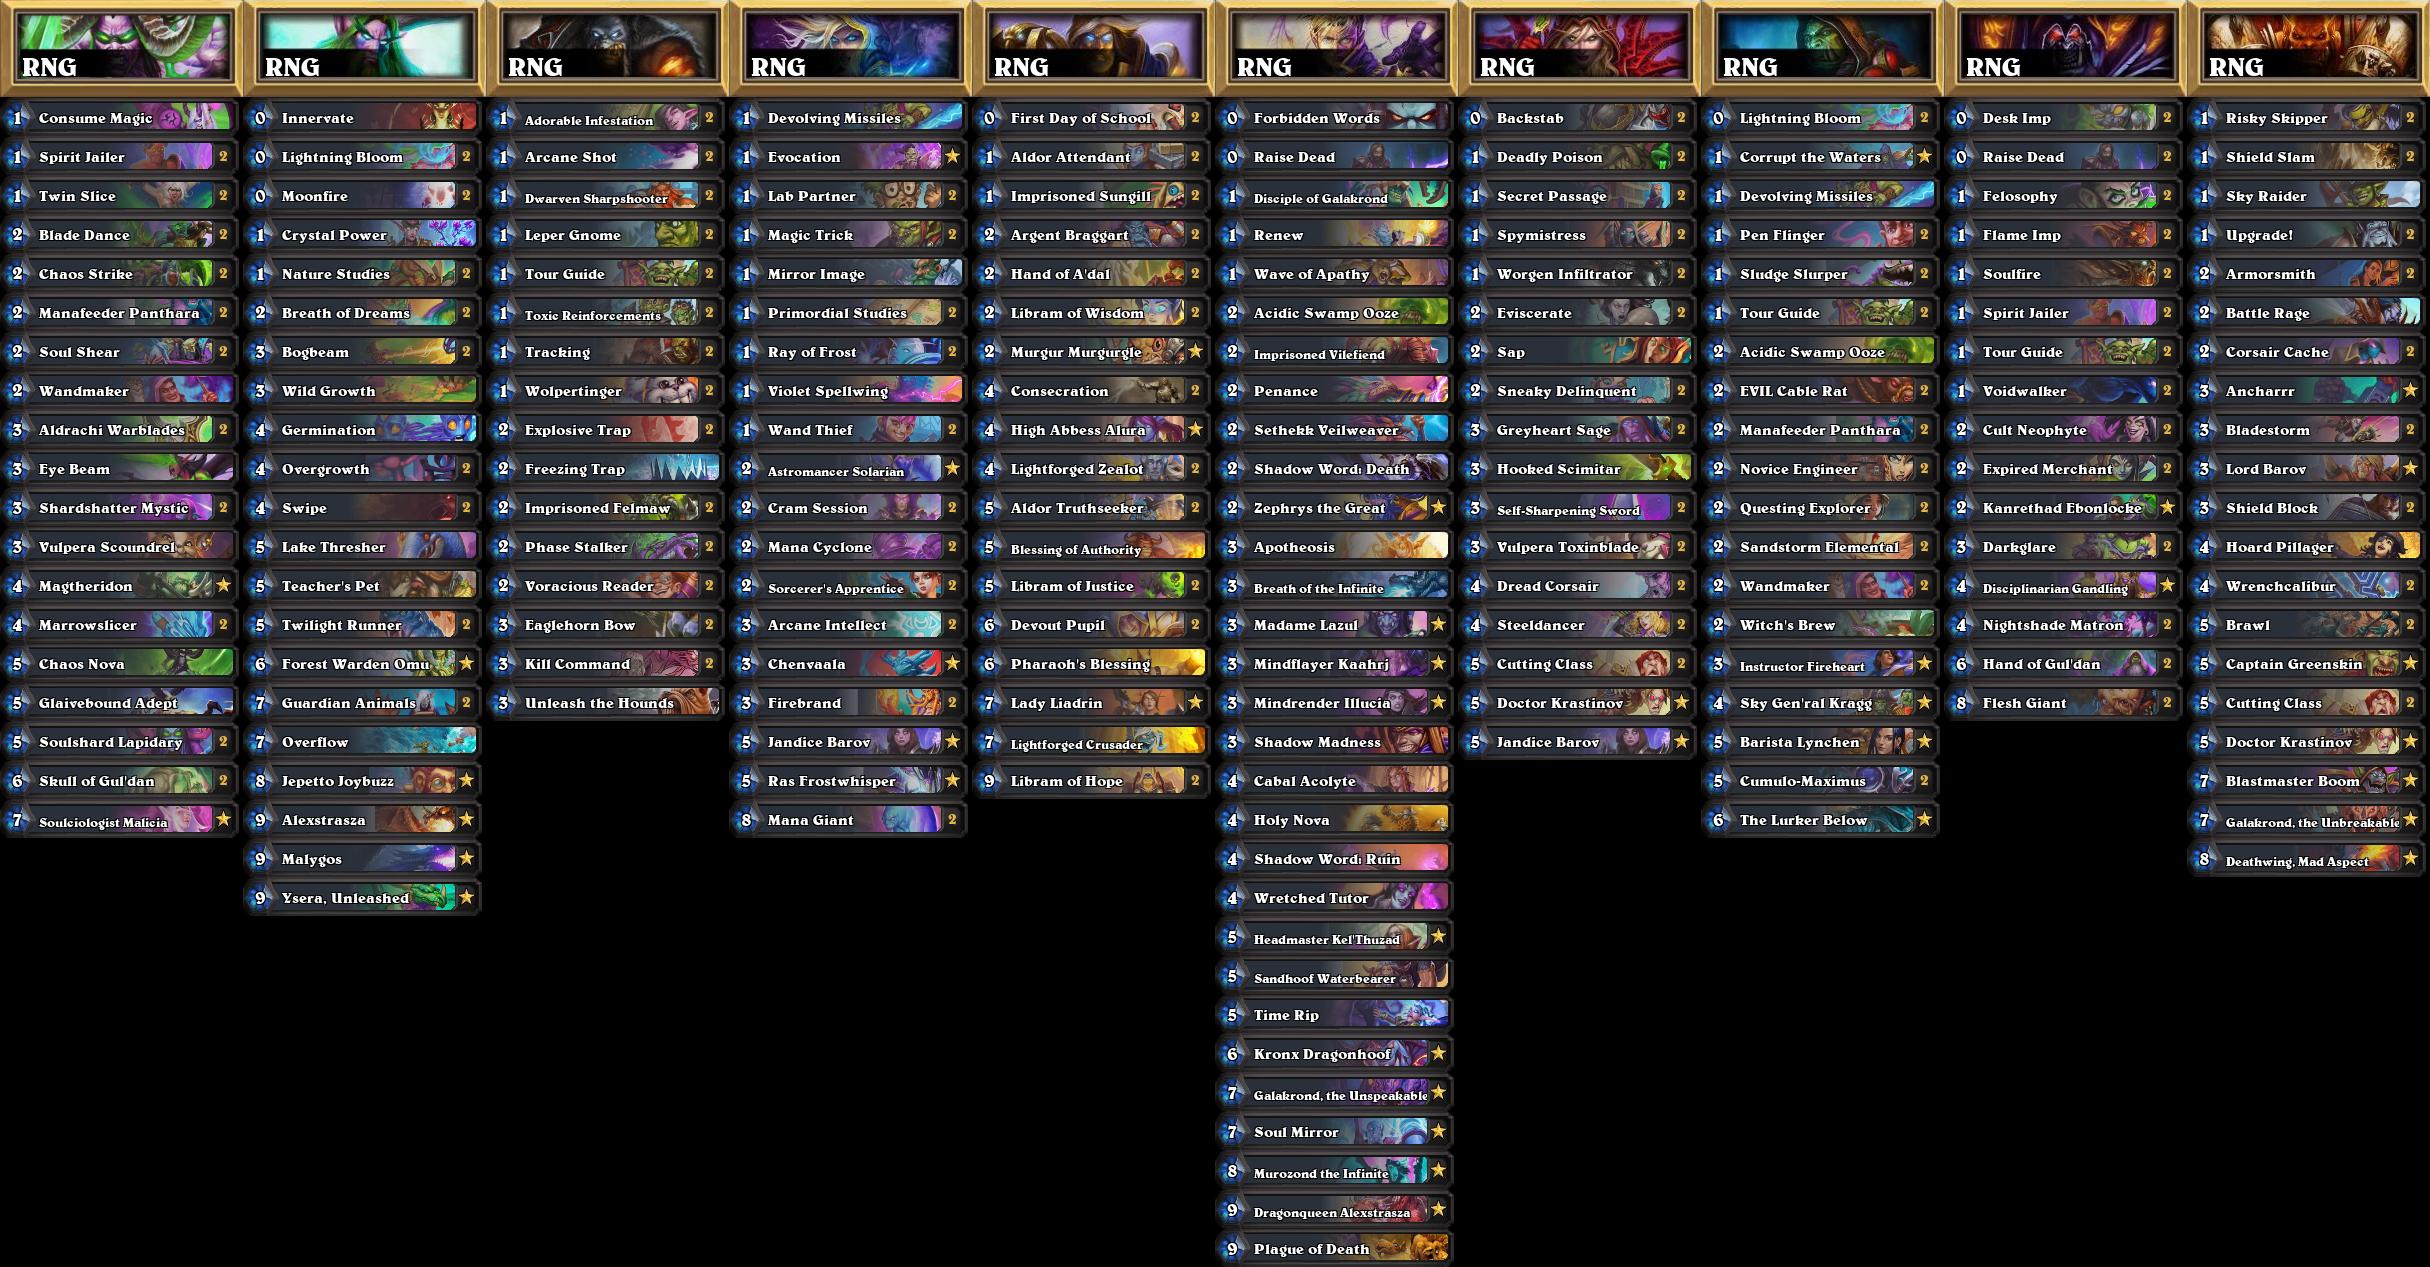 RNG
1 Consume Magic
1 Spirit Jailer 2
1 Twin Slice 2
2 Blade Dance 2
2 Chaos Strike 2
2 Manafeeder Panthara 2
2 Soul Shear 2
2 Wandmaker
3 Aldrachi Warblades 2
3 Eye Beam 2
3 Shardshatter Mystic 2
3 Vulpera Scoundrel
4 Magtheridon
4 Marrowslicer 2
5 Chaos Nova
5 Glaivebound Adept
5 Soulshard Lapidary 2
6 Skull of Gul'dan 2
7 Soulciologist Malicia
RNG
0 Innervate
0 Lightning Bloom 2
0 Moonfire 2
1 Crystal Power
1 Nature Studies 2
2 Breath of Dreams 2
3 Bogbeam 2
3 Wild Growth
4 Germination
4 Overgrowth 2
4 Swipe 2
5 Lake Thresher
5 Teacher's Pet
5 Twilight Runner 2
6 Forest Warden Omu
7 Guardian Animals 2
7 Overflow
8 Jepetto Joybuzz
9 Alexstrasza
9 Malygos
9 Ysera, Unleashed
RNG
1 Adorable Infestation 2
1 Arcane Shot 2
1 Dwarven Sharpshooter 2
1 Leper Gnome 2
1 Tour Guide 2
1 Toxic Reinforcements 2
1 Tracking 2
1 Wolpertinger 2
2 Explosive Trap 2
2 Freezing Trap
2 Imprisoned Felmaw 2
2 Phase Stalker 2
2 Voracious Reader 2
3 Eaglehorn Bow 2
3 Kill Command 2
3 Unleash the Hounds
RNG
1 Devolving Missiles
1 Evocation
1 Lab Partner 2
1 Magic Trick 2
1 Mirror Image
1 Primordial Studies 2
1 Ray of Frost 2
1 Violet Spellwing
1 Wand Thief 2
2 Astromancer Solarian
2 Cram Session 2
2 Mana Cyclone 2
2 Sorcerer's Apprentice 2
3 Arcane Intellect 2
3 Chenvaala
3 Firebrand 2
5 Jandice Barov
5 Ras Frostwhisper
8 Mana Giant 2
RNG
0 First Day of School 2
1 Aldor Attendant 2
1 Imprisoned Sungill 2
2 Argent Braggart 2
2 Hand of A'dal 2
2 Libram of Wisdom 2
2 Murgur Murgurgle
4 Consecration 2
4 High Abbess Alura
4 Lightforged Zealot 2
5 Aldor Truthseeker 2
5 Blessing of Authority
5 Libram of Justice 2
6 Devout Pupil 2
6 Pharaoh's Blessing
7 Lady Liadrin
7 Lightforged Crusader
9 Libram of Hope 2
RNG
0 Forbidden Words
0 Raise Dead
1 Disciple of Galakrond
1 Renew
1 Wave of Apathy
2 Acidic Swamp Ooze
2 Imprisoned Vilefiend
2 Penance
2 Sethekk Veilweaver
2 Shadow Word: Death
2 Zephrys the Great
3 Apotheosis
3 Breath of the Infinite
3 Madame Lazul
3 Mindflayer Kaahrj
3 Mindrender Illucia
3 Shadow Madness
4 Cabal Acolyte
4 Holy Nova
4 Shadow Word: Ruin
4 Wretched Tutor
5 Headmaster Kel'Thuzad
5 Sandhoof Waterbearer
5 Time Rip
6 Kronx Dragonhoof
7 Galakrond, the Unspeakable
7 Soul Mirror
8 Murozond the Infinite
9 Dragonqueen Alexstrasza
9 Plague of Death
RNG
0 Backstab 2
1 Deadly Poison 2
1 Secret Passage 2
1 Spymistress 2
1 Worgen Infiltrator 2
2 Eviscerate 2
2 Sap
2 Sneaky Delinquent 2
3 Greyheart Sage 2
3 Hooked Scimitar
3 Self-Sharpening Sword 2
3 Vulpera Toxinblade 2
4 Dread Corsair 2
4 Steeldancer 2
5 Cutting Class 2
5 Doctor Krastinov
5 Jandice Barov
RNG
0 Lightning Bloom 2
1 Corrupt the Waters
1 Devolving Missiles
1 Pen Flinger 2
1 Sludge Slurper 2
1 Tour Guide 2
2 Acidic Swamp Ooze
2 EVIL Cable Rat 2
2 Manafeeder Panthara 2
2 Novice Engineer 2
2 Questing Explorer 2
2 Sandstorm Elemental 2
2 Wandmaker 2
2 Witch's Brew
3 Instructor Fireheart
4 Sky Gen'ral Kragg
5 Barista Lynchen
5 Cumulo-Maximus 2
6 The Lurker Below
RNG
0 Desk Imp 2
0 Raise Dead 2
1 Felosophy 2
1 Flame Imp 2
1 Soulfire 2
1 Spirit Jailer 2
1 Tour Guide 2
1 Voidwalker 2
2 Cult Neophyte 2
2 Expired Merchant 2
2 Kanrethad Ebonlocke
3 Darkglare 2
4 Disciplinarian Gandling
4 Nightshade Matron 2
6 Hand of Gul'dan 2
8 Flesh Giant 2
RNG
1 Risky Skipper 2
1 Shield Slam 2
1 Sky Raider
1 Upgrade! 2
2 Armorsmith 2
2 Battle Rage
2 Corsair Cache 2
3 Ancharrr
3 Bladestorm 2
3 Lord Barov
3 Shield Block 2
4 Hoard Pillager
4 Wrenchcalibur 2
5 Brawl 2
5 Captain Greenskin
5 Cutting Class 2
5 Doctor Krastinov
7 Blastmaster Boom
7 Galakrond, the Unbreakable
8 Deathwing, Mad Aspect